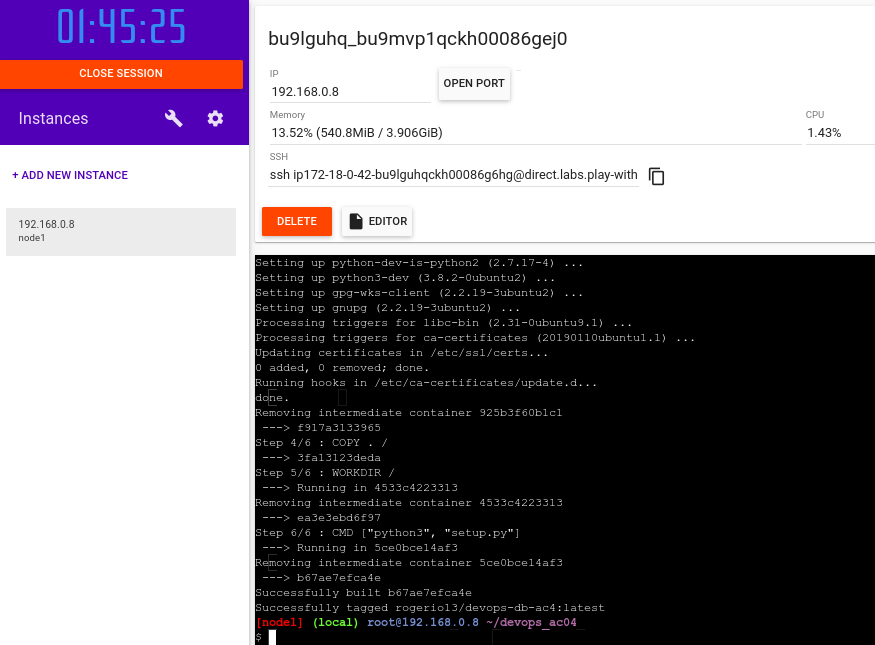 01:45:25
CLOSE SESSION
Instances
+ ADD NEW INSTANCE
192.168.0.8
node1
bu9lguhq_bu9mvp1qckh00086gej0
IP
192.168.0.8
OPEN PORT
Memory
13.52% (540.8MiB / 3.906GiB)
CPU
1.43%
SSH
ssh ip172-18-0-42-bu9lguhqckh00086g6hg@direct.labs.play-with
DELETE
EDITOR
Setting up python-dev-is-python2 (2.7.17-4) ...
Setting up python3-dev (3.8.2-0ubuntu2) ...
Setting up gpg-wks-client (2.2.19-3ubuntu2) ...
Setting up gnupg (2.2.19-3ubuntu2) ...
Processing triggers for libc-bin (2.31-0ubuntu9.1) ...
Processing triggers for ca-certificates (20190110ubuntu1.1) ...
Updating certificates in /etc/ssl/certs...
0 added, 0 removed; done.
Running hooks in /etc/ca-certificates/update.d...
done.
Removing intermediate container 925b3f60b1c1
---> f917a3133965
Step 4/6 : COPY . /
---> 3fa13123deda
Step 5/6 : WORKDIR /
---> Running in 4533c4223313
Removing intermediate container 4533c4223313
---> ea3e3ebd6f97
Step 6/6 : CMD ["python3", "setup.py"]
---> Running in 5ce0bce14af3
Removing intermediate container 5ce0bce14af3
---> b67ae7efca4e
Successfully built b67ae7efca4e
Successfully tagged rogerio13/devops-db-ac4:latest
[node1] (local) root@192.168.0.8 ~/devops_ac04
$